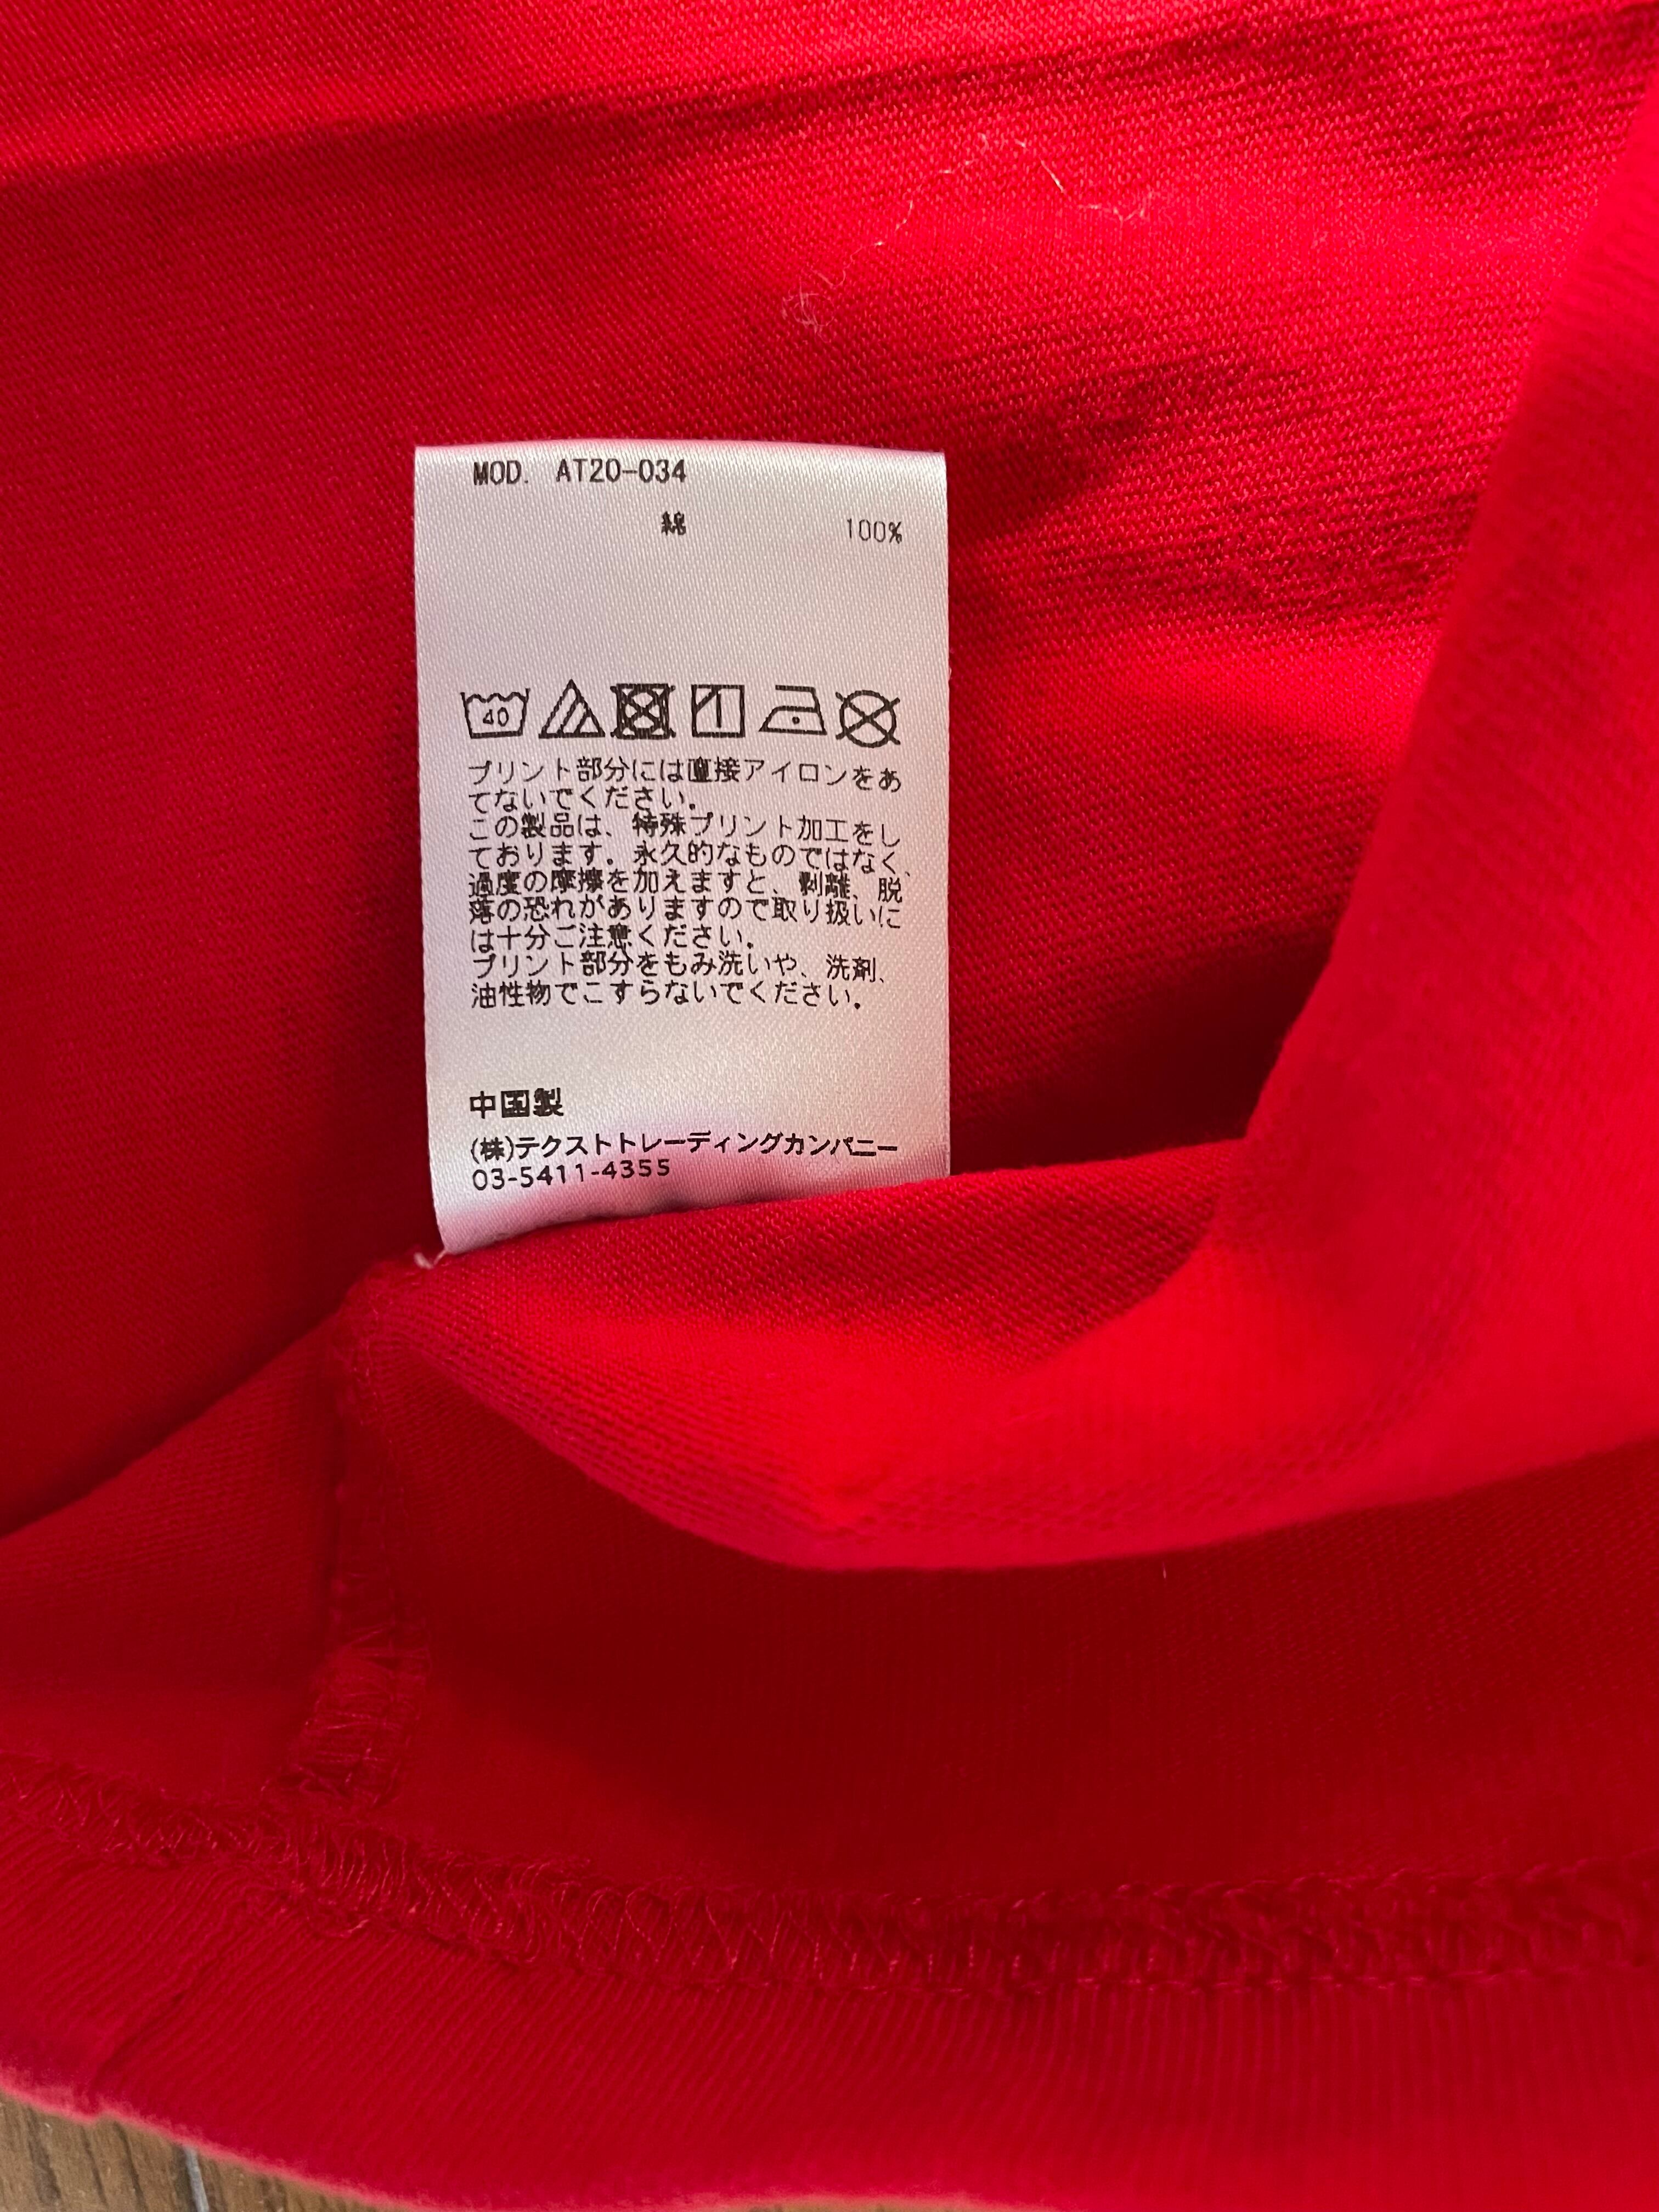 MOD. AT20-034
綿 100%
40
プリント部分には直接アイロンをあ
てないでください。
この製品は、特殊プリント加工をし
ております。永久的なものではなく、
過度の摩擦を加えますと、剥離、脱
落の恐れがありますので取り扱いに
は十分ご注意ください。
プリント部分をもみ洗いや、洗剤、
油性物でこすらないでください。
中国製
(株)テクストトレーディングカンパニー
03-5411-4355